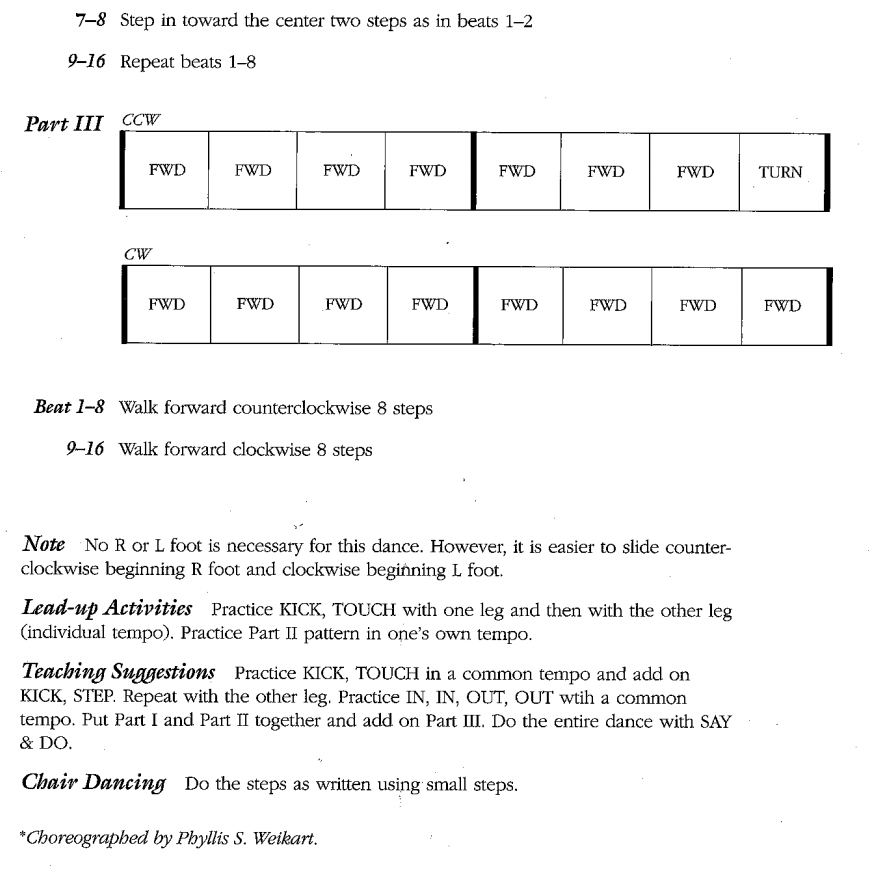 7–8 Step in toward the center two steps as in beats 1–2
9–16 Repeat beats 1–8
Part III CCW
FWD FWD FWD FWD FWD FWD FWD TURN
CW
FWD FWD FWD FWD FWD FWD FWD FWD
Beat 1–8 Walk forward counterclockwise 8 steps
9–16 Walk forward clockwise 8 steps
Note No R or L foot is necessary for this dance. However, it is easier to slide counter-
clockwise beginning R foot and clockwise beginning L foot.
Lead-up Activities Practice KICK, TOUCH with one leg and then with the other leg
(individual tempo). Practice Part II pattern in one's own tempo.
Teaching Suggestions Practice KICK, TOUCH in a common tempo and add on
KICK, STEP. Repeat with the other leg. Practice IN, IN, OUT, OUT wtih a common
tempo. Put Part I and Part II together and add on Part III. Do the entire dance with SAY
& DO.
Chair Dancing Do the steps as written using small steps.
*Choreographed by Phyllis S. Weikart.